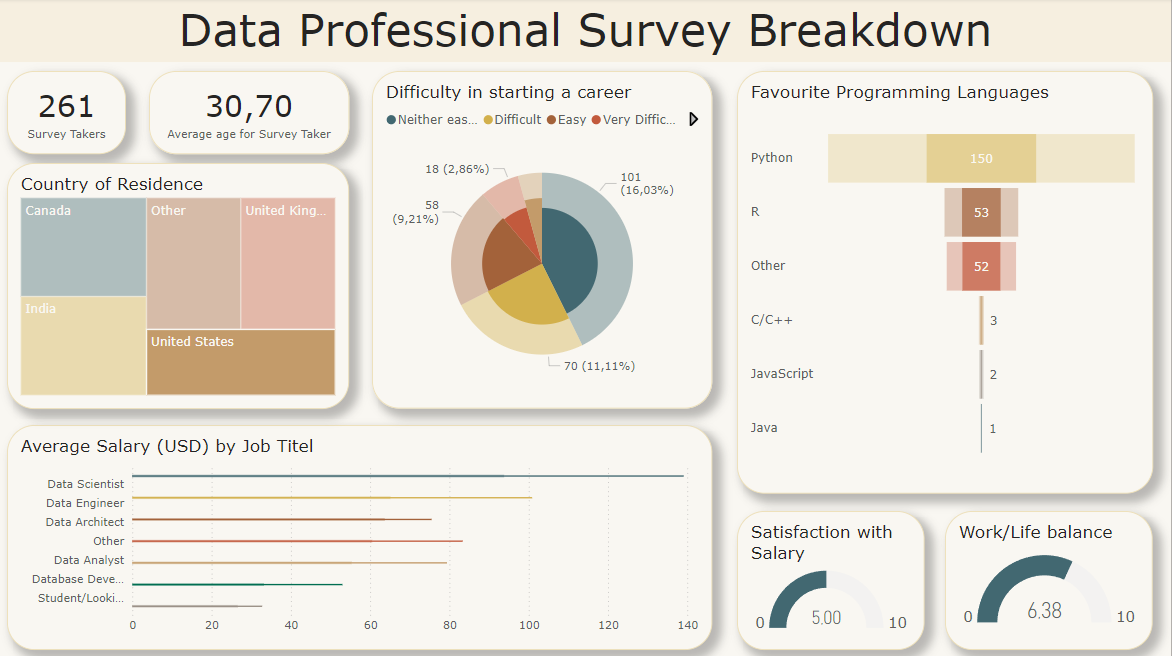 Data Professional Survey Breakdown
261
Survey Takers
30,70
Average age for Survey Taker
Country of Residence
Canada
Other
United King...
India
United States
Difficulty in starting a career
Neither eas...
Difficult
Easy
Very Diffic...
18 (2,86%)
101
(16,03%)
58
(9,21%)
70 (11,11%)
Favourite Programming Languages
Python
150
R
53
Other
52
C/C++
3
JavaScript
2
Java
1
Average Salary (USD) by Job Titel
Data Scientist
Data Engineer
Data Architect
Other
Data Analyst
Database Deve...
Student/Looki...
0 20 40 60 80 100 120 140
Satisfaction with
Salary
0
5,00
10
Work/Life balance
0
6,38
10